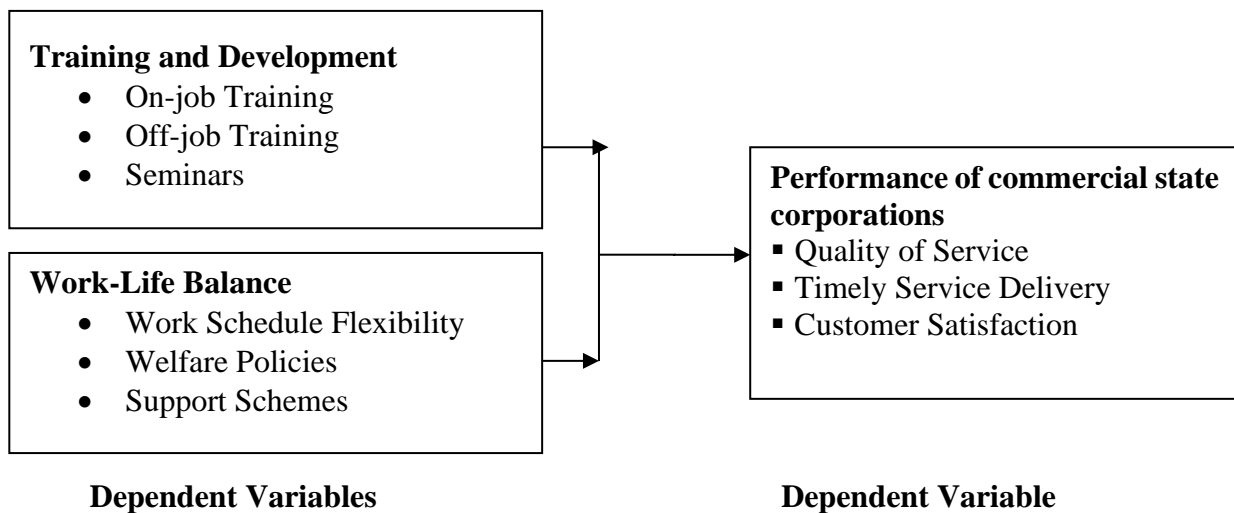 Training and Development
• On-job Training
• Off-job Training
• Seminars
Work-Life Balance
• Work Schedule Flexibility
• Welfare Policies
• Support Schemes
Performance of commercial state
corporations
▪ Quality of Service
▪ Timely Service Delivery
▪ Customer Satisfaction
Dependent Variables
Dependent Variable